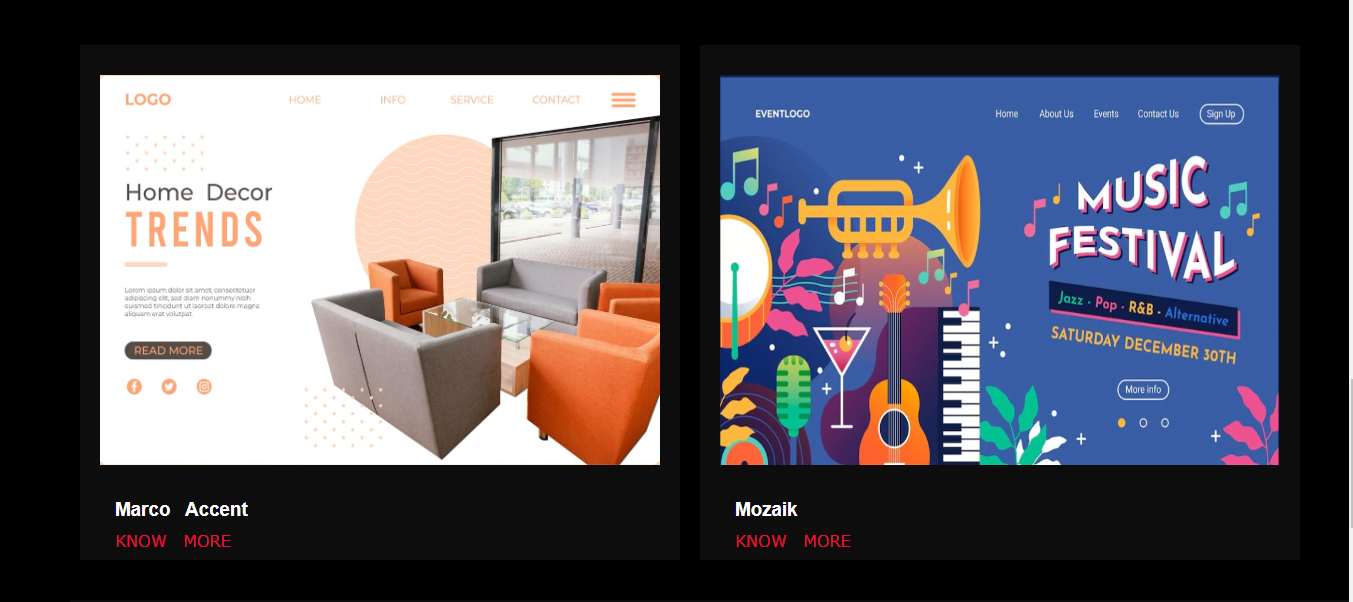 LOGO HOME INFO SERVICE CONTACT
Home Decor
TRENDS
Lorem ipsum dolor sit amet, consectetuer
adipiscing elit, sed diam nonummy nibh
euismod tincidunt ut laoreet dolore magna
aliquam erat volutpat.
READ MORE
Marco Accent
KNOW MORE
EVENTLOGO Home About Us Events Contact Us Sign Up
MUSIC
FESTIVAL
Jazz - Pop - R&B - Alternative
SATURDAY DECEMBER 30TH
More info
Mozaik
KNOW MORE